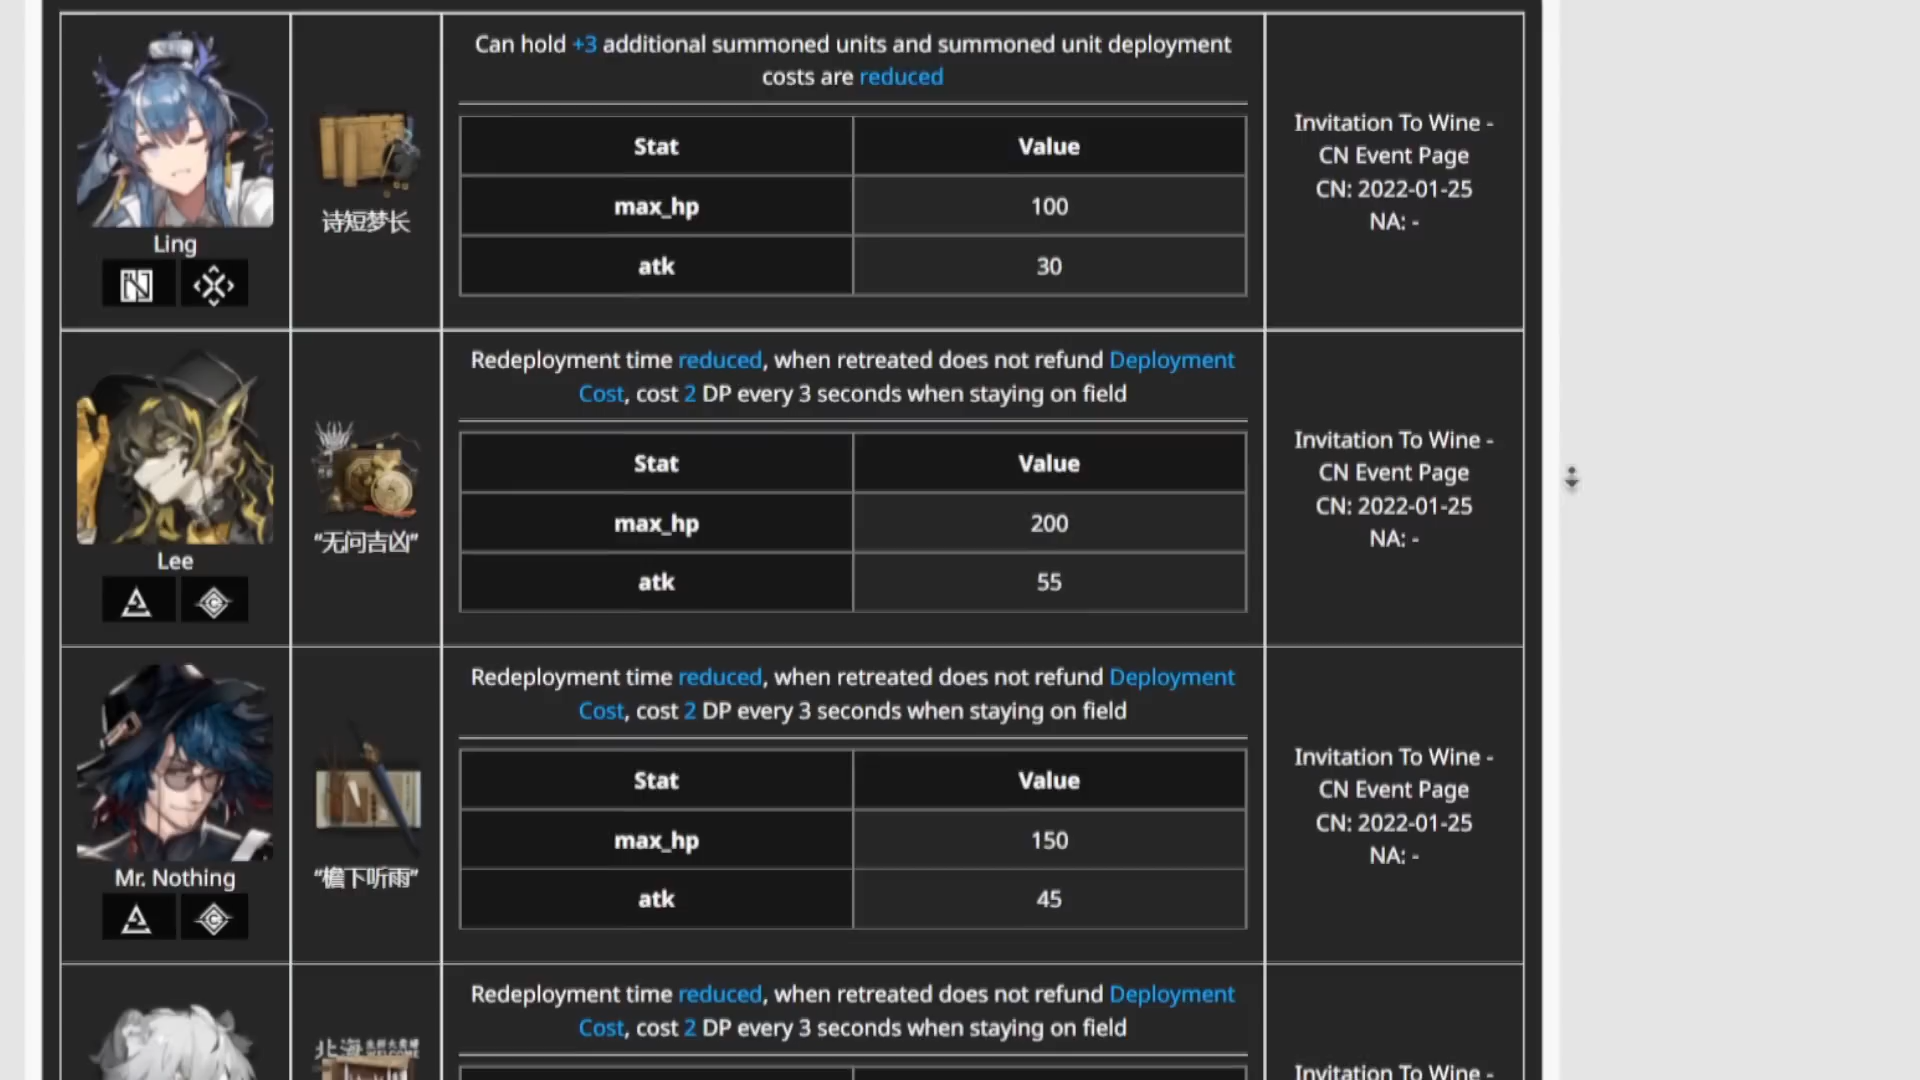 Can hold +3 additional summoned units and summoned unit deployment
costs are reduced
Stat Value
max_hp 100
atk 30
诗短梦长
Ling
Invitation To Wine -
CN Event Page
CN: 2022-01-25
NA: -
Redeployment time reduced, when retreated does not refund Deployment
Cost, cost 2 DP every 3 seconds when staying on field
Stat Value
max_hp 200
atk 55
“无问吉凶”
Lee
Invitation To Wine -
CN Event Page
CN: 2022-01-25
NA: -
Redeployment time reduced, when retreated does not refund Deployment
Cost, cost 2 DP every 3 seconds when staying on field
Stat Value
max_hp 150
atk 45
“檐下听雨”
Mr. Nothing
Invitation To Wine -
CN Event Page
CN: 2022-01-25
NA: -
Redeployment time reduced, when retreated does not refund Deployment
Cost, cost 2 DP every 3 seconds when staying on field
北海
WELCOME
Invitation To Wine -